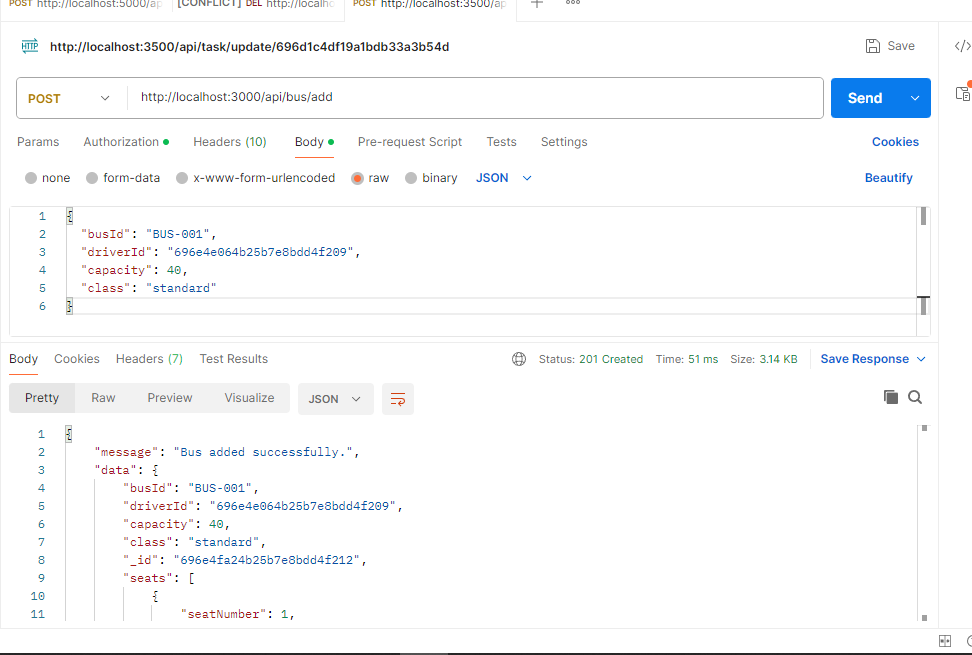 POST http://localhost:5000/ap [CONFLICT] DEL http://localhc POST http://localhost:3500/ap
HTTP http://localhost:3500/api/task/update/696d1c4df19a1bdb33a3b54d Save
POST http://localhost:3000/api/bus/add Send
Params Authorization Headers (10) Body Pre-request Script Tests Settings Cookies
none form-data x-www-form-urlencoded raw binary JSON Beautify
1 {
2 "busId": "BUS-001",
3 "driverId": "696e4e064b25b7e8bdd4f209",
4 "capacity": 40,
5 "class": "standard"
6 }
Body Cookies Headers (7) Test Results Status: 201 Created Time: 51 ms Size: 3.14 KB Save Response
Pretty Raw Preview Visualize JSON
1 {
2 "message": "Bus added successfully.",
3 "data": {
4 "busId": "BUS-001",
5 "driverId": "696e4e064b25b7e8bdd4f209",
6 "capacity": 40,
7 "class": "standard",
8 "_id": "696e4fa24b25b7e8bdd4f212",
9 "seats": [
10 {
11 "seatNumber": 1,